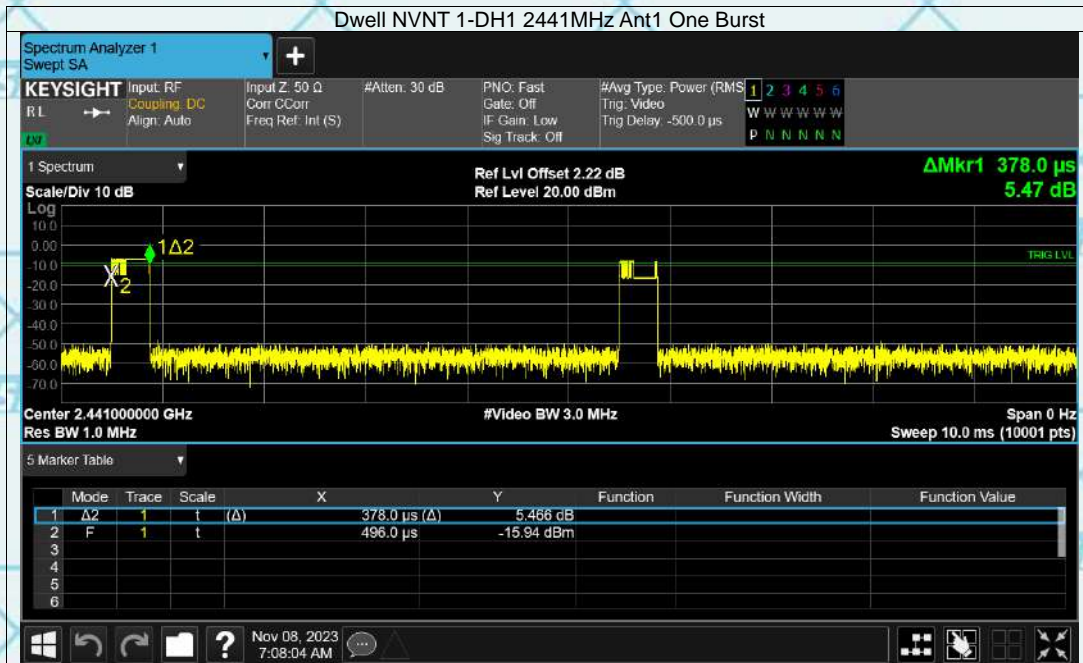 Dwell NVNT 1-DH1 2441MHz Ant1 One Burst
Spectrum Analyzer 1
Swept SA
+
KEYSIGHT
RL
LXI
Input: RF
Coupling: DC
Align: Auto
Input Z: 50 Ω
Corr CCorr
Freq Ref: Int (S)
#Atten: 30 dB
PNO: Fast
Gate: Off
IF Gain: Low
Sig Track: Off
#Avg Type: Power (RMS
Trig: Video
Trig Delay: -500.0 µs
1 2 3 4 5 6
W W W W W W
P N N N N N
1 Spectrum
Scale/Div 10 dB
Ref Lvl Offset 2.22 dB
Ref Level 20.00 dBm
ΔMkr1 378.0 µs
5.47 dB
Log
10.0
0.00
-10.0
-20.0
-30.0
-40.0
-50.0
-60.0
-70.0
1Δ2
X2
TRIG LVL
Center 2.441000000 GHz
Res BW 1.0 MHz
#Video BW 3.0 MHz
Span 0 Hz
Sweep 10.0 ms (10001 pts)
5 Marker Table
Mode Trace Scale X Y Function Function Width Function Value
1 Δ2 1 t (Δ) 378.0 µs (Δ) 5.466 dB
2 F 1 t 496.0 µs -15.94 dBm
3
4
5
6
?
Nov 08, 2023
7:08:04 AM